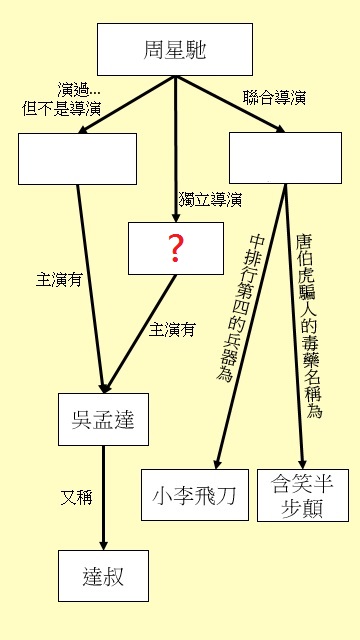 周星馳
演過...
但不是導演
聯合導演
獨立導演
?
主演有
主演有
中排行第四的兵器為
唐伯虎騙人的毒藥名稱為
吳孟達
小李飛刀
含笑半
步顛
又稱
達叔